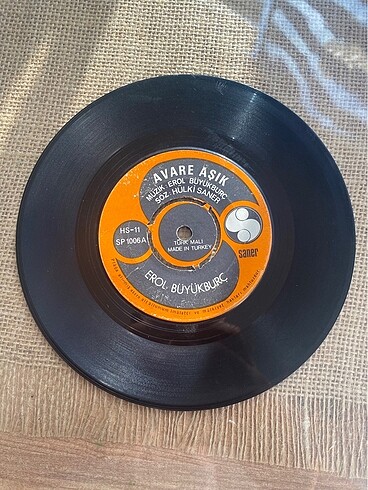 AVARE AŞIK
MÜZİK EROL BÜYÜKBURÇ
SÖZ: HULKİ SANER
HS-11
SP 1006 A
TÜRK MALI
MADE IN TURKEY
saner
EROL BÜYÜKBURÇ